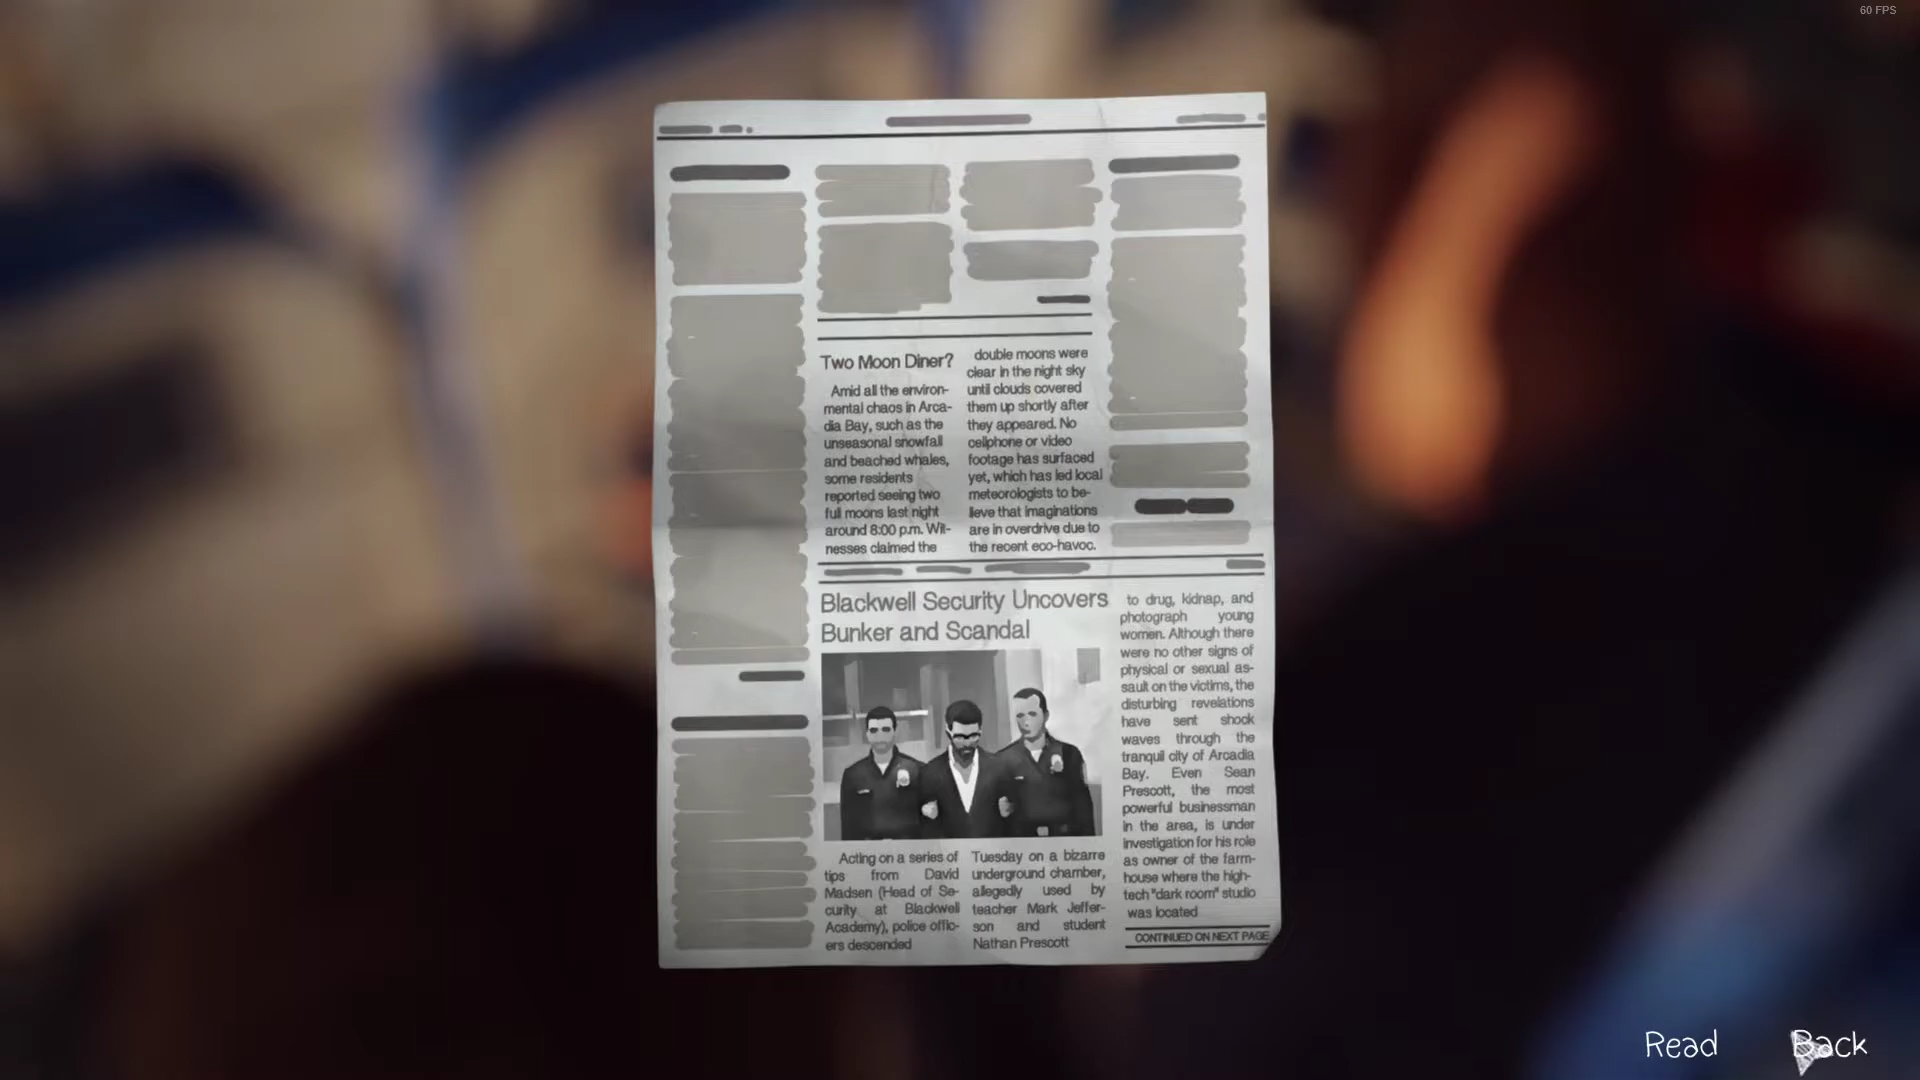 60 FPS
Two Moon Diner?
Amid all the environ-
mental chaos in Arca-
dia Bay, such as the
unseasonal snowfall
and beached whales,
some residents
reported seeing two
full moons last night
around 8:00 p.m. Wit-
nesses claimed the
double moons were
clear in the night sky
until clouds covered
them up shortly after
they appeared. No
cellphone or video
footage has surfaced
yet, which has led local
meteorologists to be-
lieve that imaginations
are in overdrive due to
the recent eco-havoc.
Blackwell Security Uncovers
Bunker and Scandal
Acting on a series of
tips from David
Madsen (Head of Se-
curity at Blackwell
Academy), police offic-
ers descended
Tuesday on a bizarre
underground chamber,
allegedly used by
teacher Mark Jeffer-
son and student
Nathan Prescott
to drug, kidnap, and
photograph young
women. Although there
were no other signs of
physical or sexual as-
sault on the victims, the
disturbing revelations
have sent shock
waves through the
tranquil city of Arcadia
Bay. Even Sean
Prescott, the most
powerful businessman
in the area, is under
investigation for his role
as owner of the farm-
house where the high-
tech "dark room" studio
was located
CONTINUED ON NEXT PAGE
Read
Back